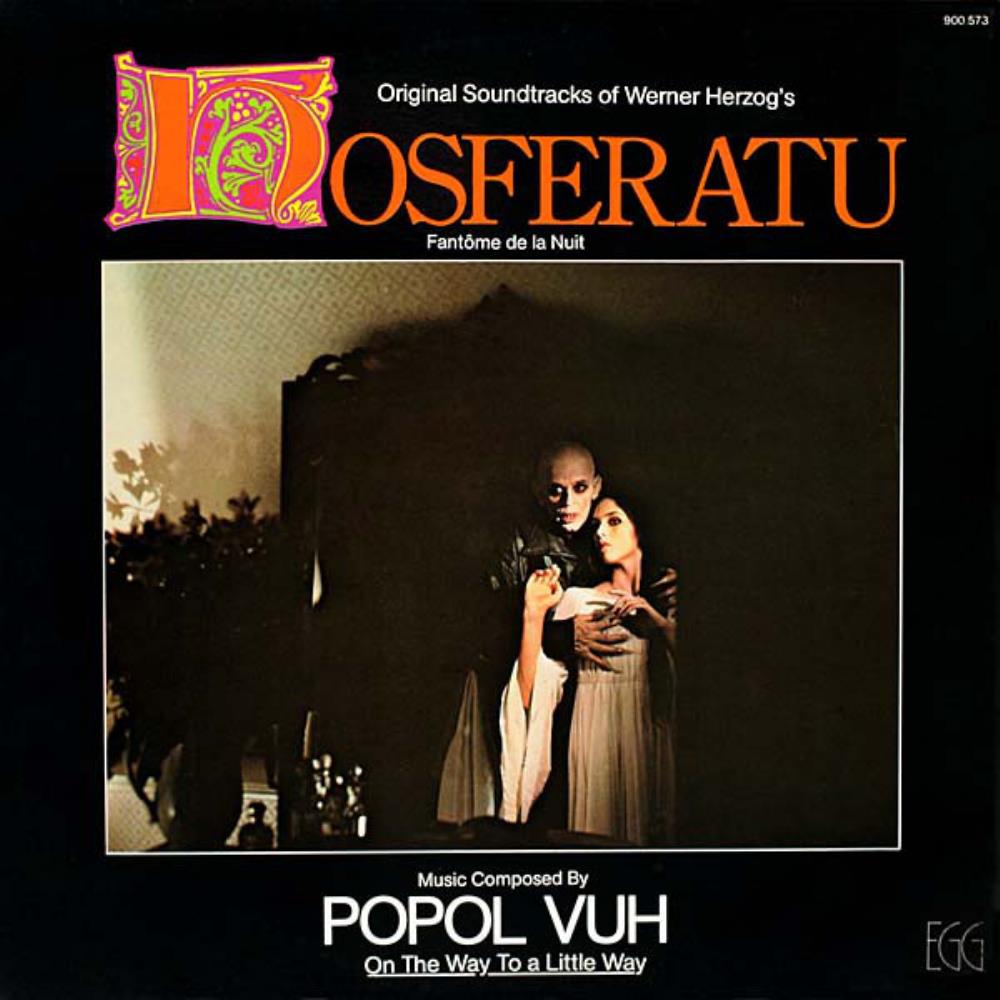 900 573
Original Soundtracks of Werner Herzog's
NOSFERATU
Fantôme de la Nuit
Music Composed By
POPOL VUH
On The Way To a Little Way
EGG